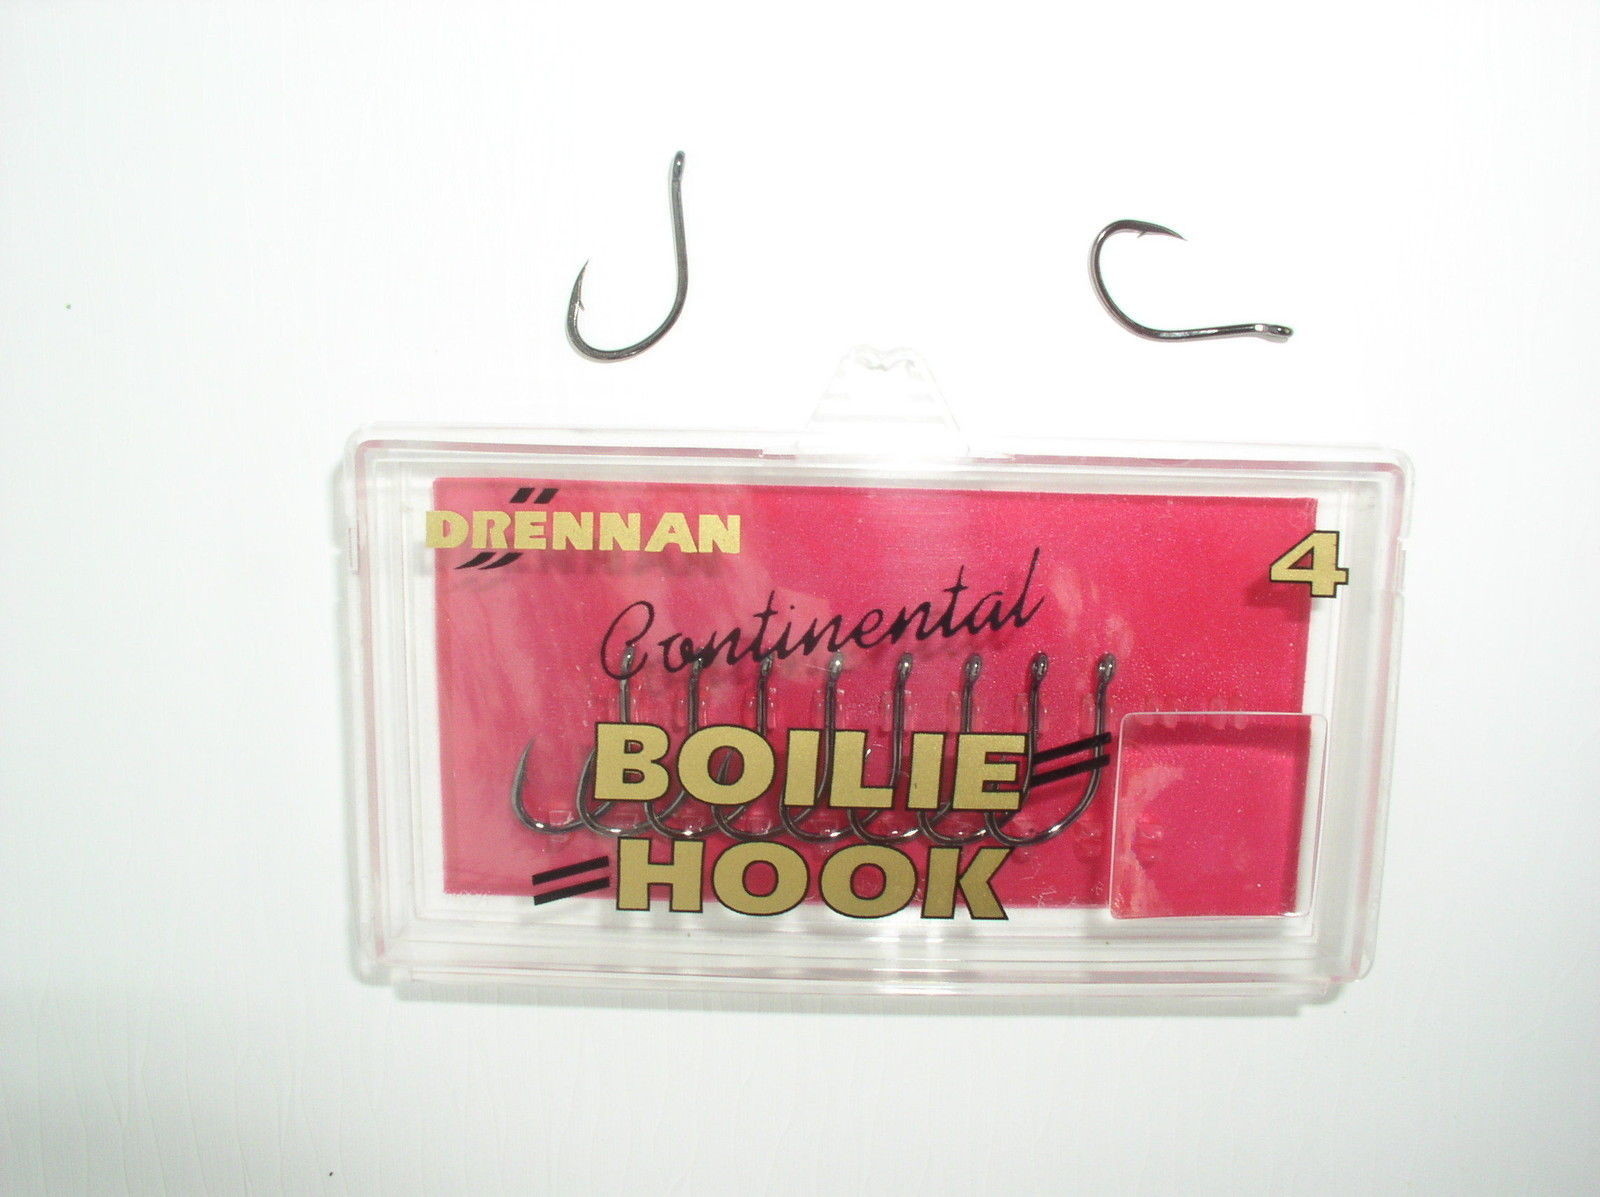 DRENNAN
4
Continental
BOILIE
HOOK